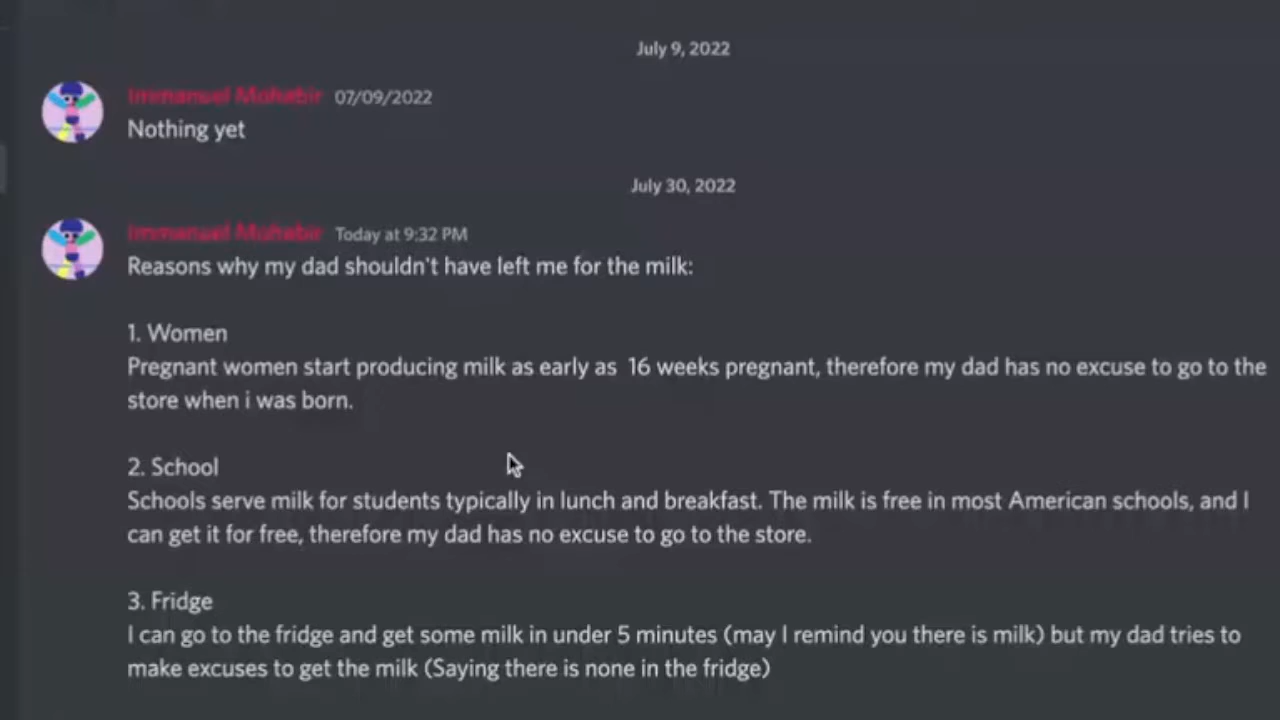 July 9, 2022
Immanuel Mohabir 07/09/2022
Nothing yet
July 30, 2022
Immanuel Mohabir Today at 9:32 PM
Reasons why my dad shouldn't have left me for the milk:
1. Women
Pregnant women start producing milk as early as 16 weeks pregnant, therefore my dad has no excuse to go to the
store when i was born.
2. School
Schools serve milk for students typically in lunch and breakfast. The milk is free in most American schools, and I
can get it for free, therefore my dad has no excuse to go to the store.
3. Fridge
I can go to the fridge and get some milk in under 5 minutes (may I remind you there is milk) but my dad tries to
make excuses to get the milk (Saying there is none in the fridge)